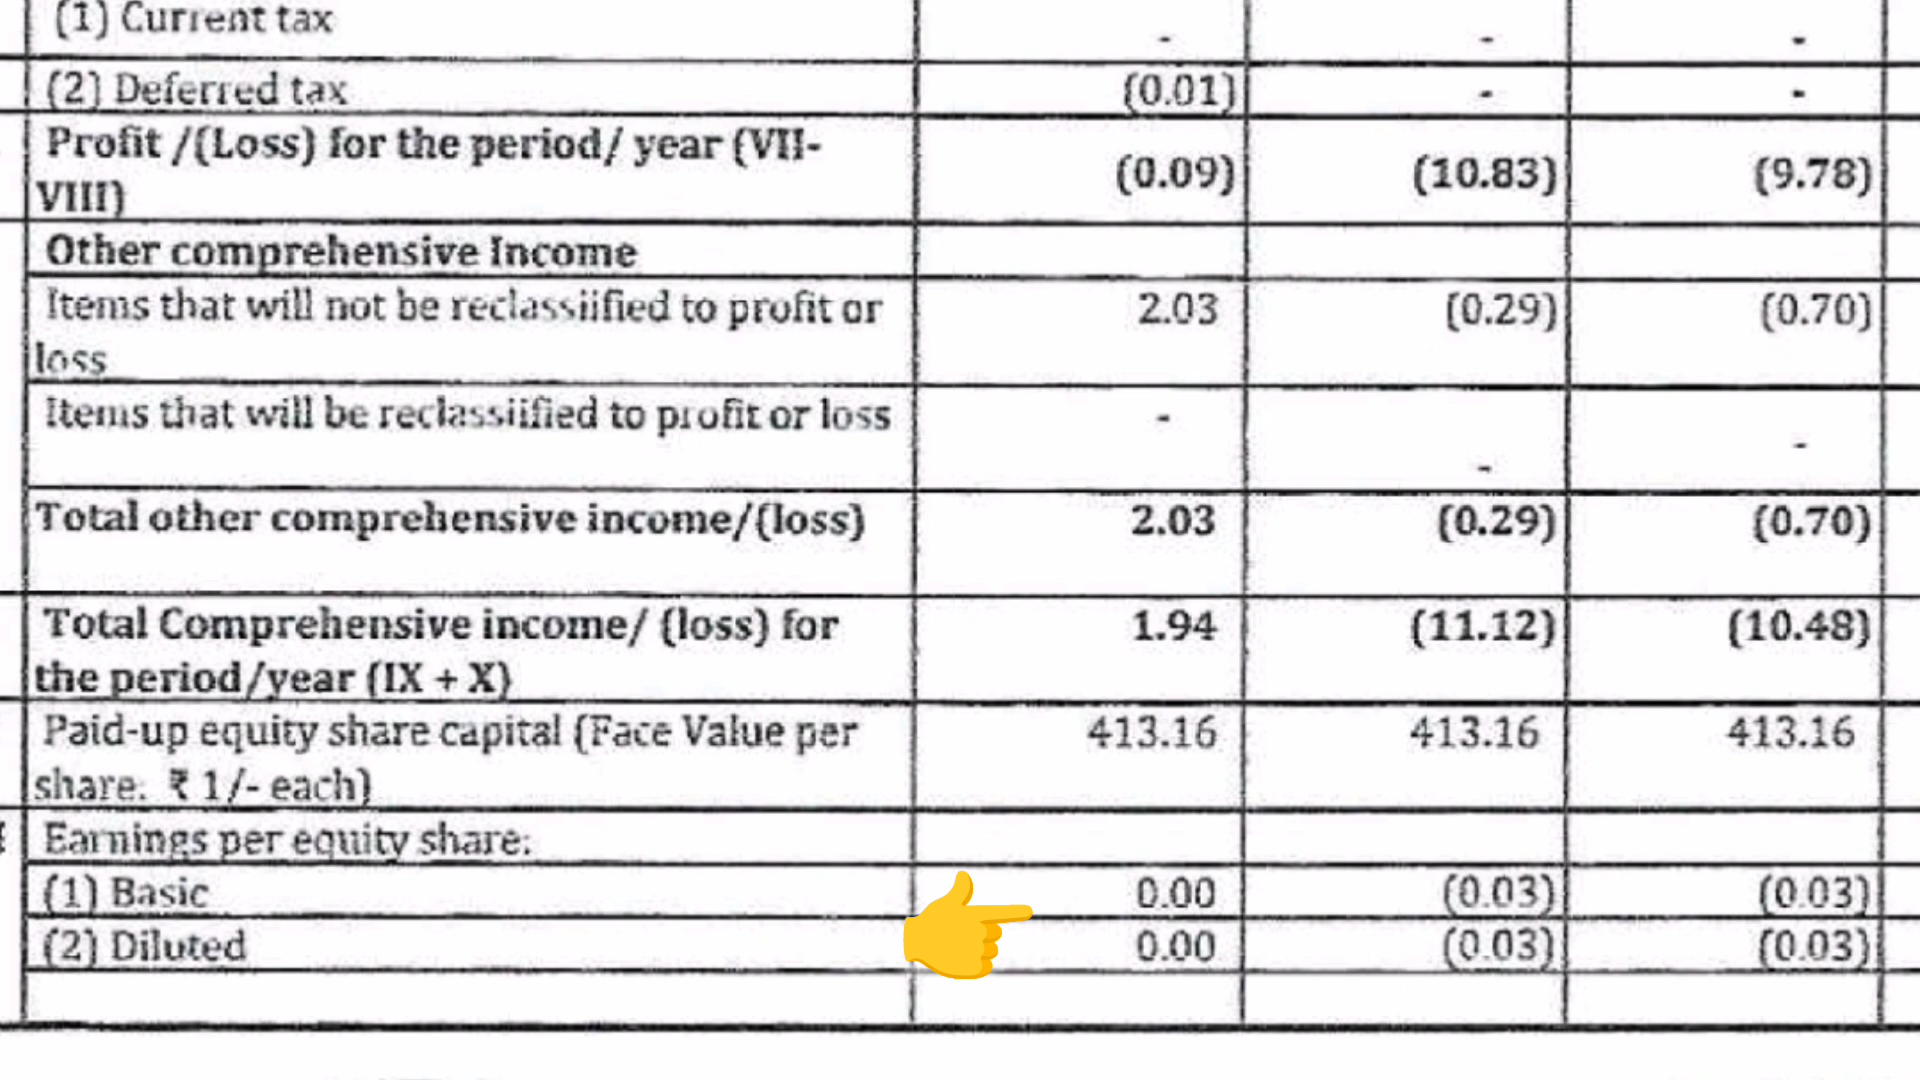 (1) Current tax - - -
(2) Deferred tax (0.01) - -
Profit /(Loss) for the period/ year (VII-
VIII) (0.09) (10.83) (9.78)
Other comprehensive Income
Items that will not be reclassiified to profit or 2.03 (0.29) (0.70)
loss
Items that will be reclassiified to profit or loss - - -
Total other comprehensive income/(loss) 2.03 (0.29) (0.70)
Total Comprehensive income/ (loss) for 1.94 (11.12) (10.48)
the period/year (IX + X)
Paid-up equity share capital (Face Value per 413.16 413.16 413.16
share: ₹ 1/- each)
Earnings per equity share:
(1) Basic 0.00 (0.03) (0.03)
(2) Diluted 0.00 (0.03) (0.03)